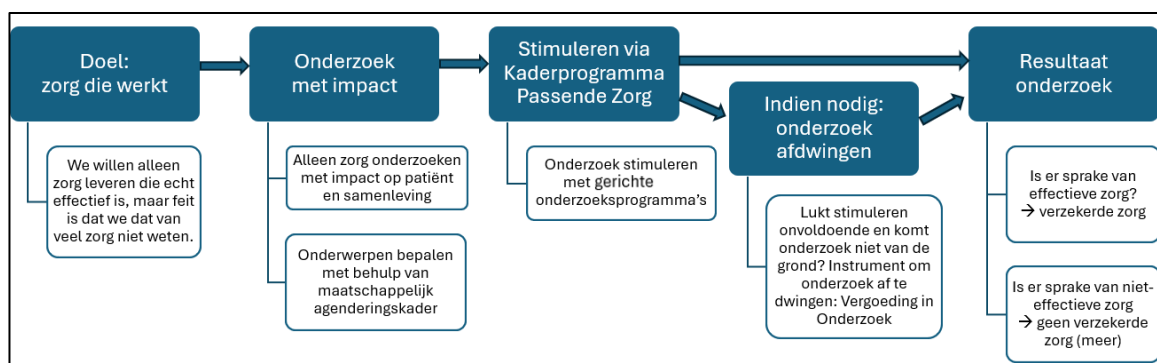 Doel:
zorg die werkt
We willen alleen
zorg leveren die echt
effectief is, maar feit
is dat we dat van
veel zorg niet weten.
Onderzoek
met impact
Alleen zorg onderzoeken
met impact op patiënt
en samenleving
Onderwerpen bepalen
met behulp van
maatschappelijk
agenderingskader
Stimuleren via
Kaderprogramma
Passende Zorg
Onderzoek stimuleren
met gerichte
onderzoeksprogramma's
Indien nodig:
onderzoek
afdwingen
Lukt stimuleren
onvoldoende en komt
onderzoek niet van de
grond? Instrument om
onderzoek af te
dwingen: Vergoeding in
Onderzoek
Resultaat
onderzoek
Is er sprake van
effectieve zorg?
→ verzekerde zorg
Is er sprake van niet-
effectieve zorg
→ geen verzekerde
zorg (meer)